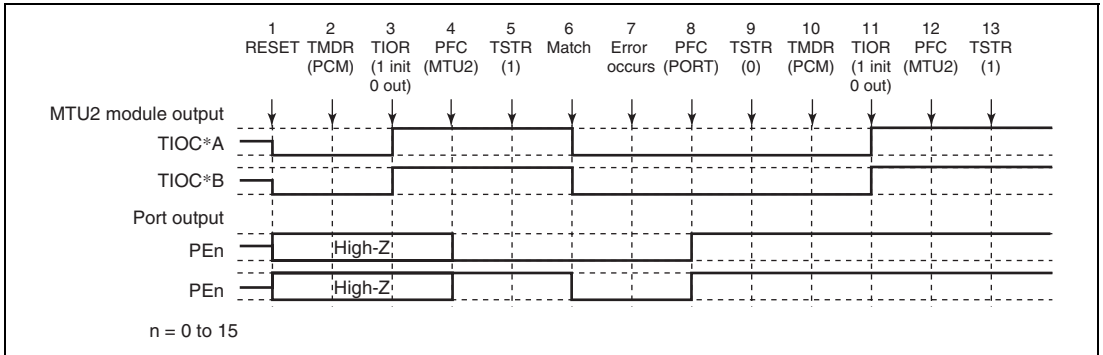 1 2 3 4 5 6 7 8 9 10 11 12 13
RESET TMDR TIOR PFC TSTR Match Error PFC TSTR TMDR TIOR PFC TSTR
(PCM) (1 init (MTU2) (1) occurs (PORT) (0) (PCM) (1 init (MTU2) (1)
0 out) 0 out)
MTU2 module output
TIOC*A
TIOC*B
Port output
PEn High-Z
PEn High-Z
n = 0 to 15